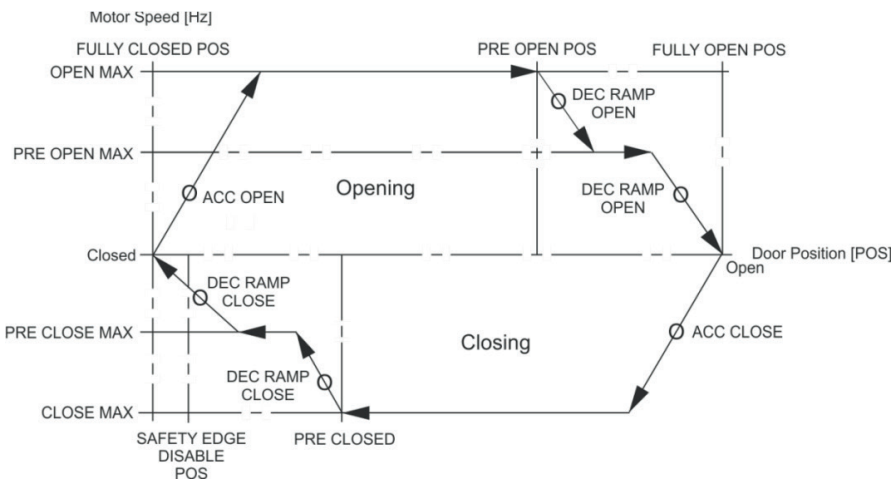 Motor Speed [Hz]
FULLY CLOSED POS
PRE OPEN POS
FULLY OPEN POS
OPEN MAX
DEC RAMP
OPEN
PRE OPEN MAX
ACC OPEN
Opening
DEC RAMP
OPEN
Closed
Door Position [POS]
Open
DEC RAMP
CLOSE
PRE CLOSE MAX
Closing
ACC CLOSE
DEC RAMP
CLOSE
CLOSE MAX
SAFETY EDGE
DISABLE
POS
PRE CLOSED